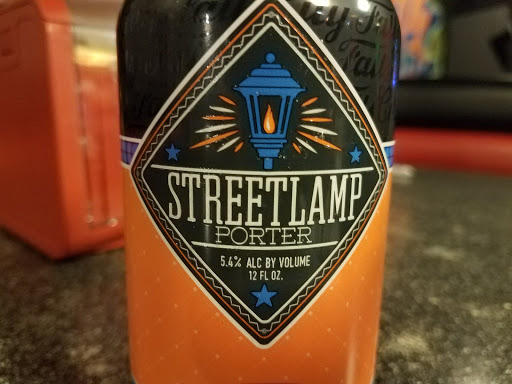 STREETLAMP
PORTER
5.4% ALC BY VOLUME
12 FL OZ.